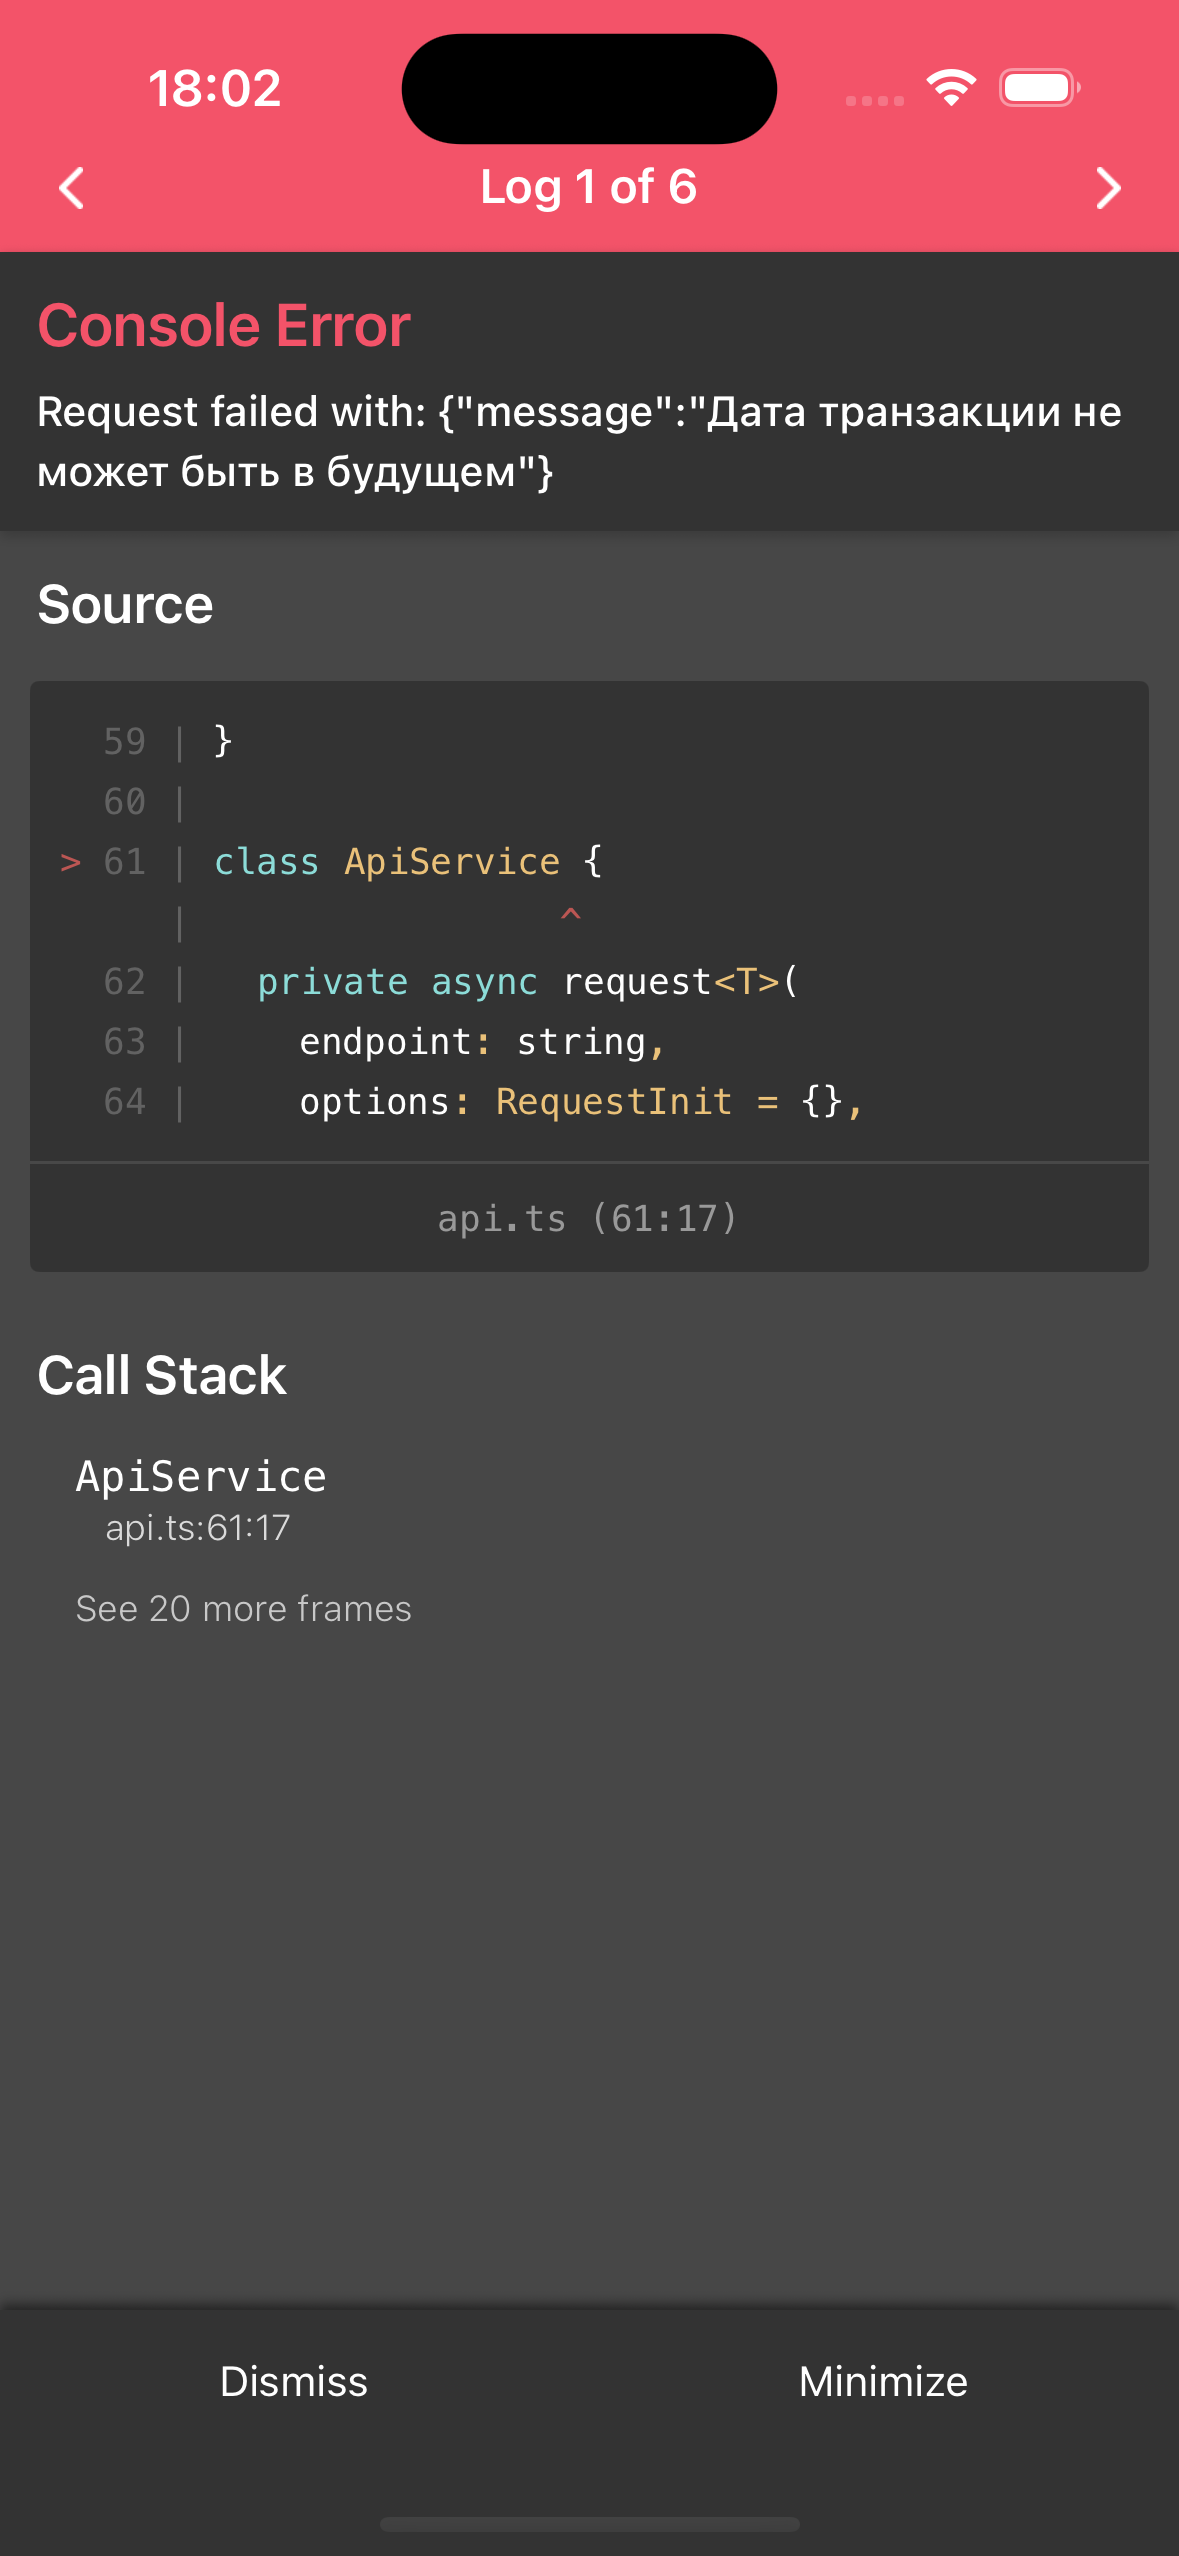 18:02
Log 1 of 6
Console Error
Request failed with: {"message":"Дата транзакции не
может быть в будущем"}
Source
59 | }
60 |
> 61 | class ApiService {
| ^
62 | private async request<T>(
63 | endpoint: string,
64 | options: RequestInit = {},
api.ts (61:17)
Call Stack
ApiService
api.ts:61:17
See 20 more frames
Dismiss Minimize